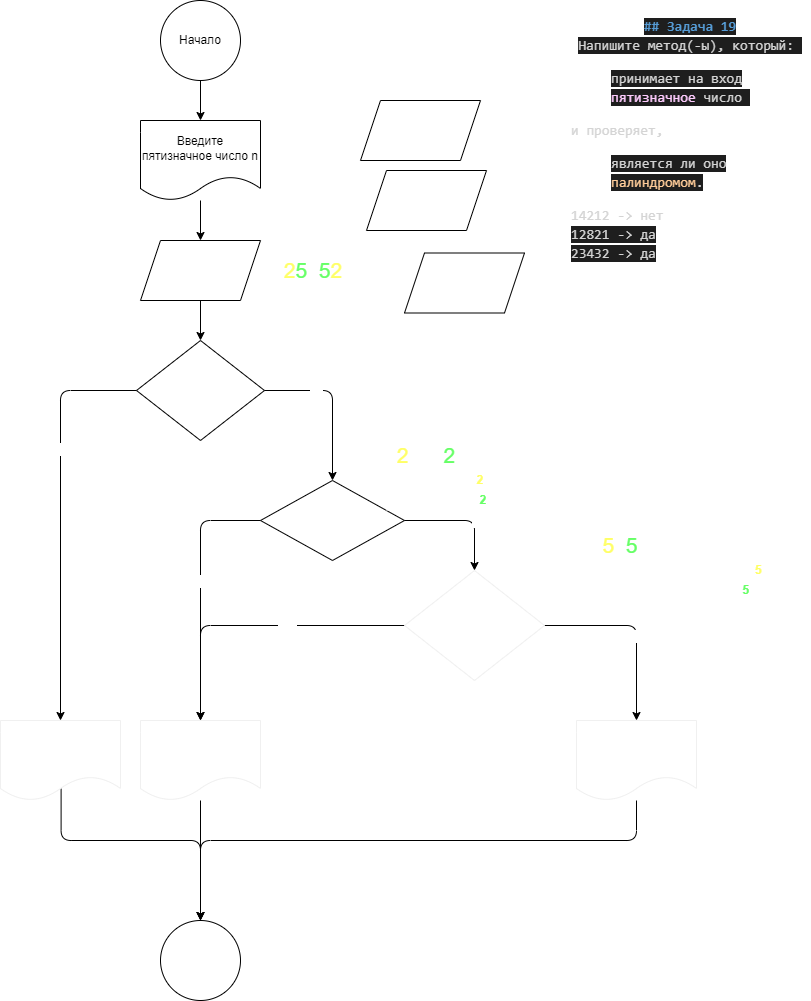 Начало
Введите
пятизначное число n
## Задача 19
Напишите метод(-ы), который:
принимает на вход
пятизначное число
и проверяет,
является ли оно
палиндромом.
14212 -> нет
12821 -> да
23432 -> да
25 52
2 2
2
2
5 5
5
5